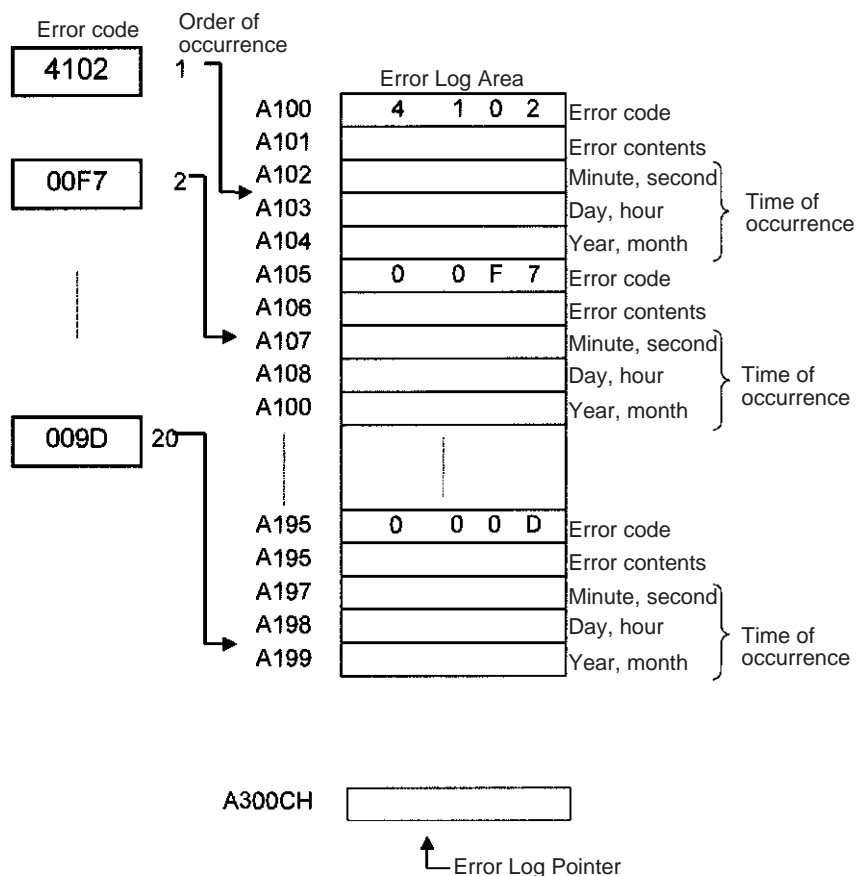 Error code
Order of
occurrence
4102
1
Error Log Area
A100 4 1 0 2 Error code
A101 Error contents
00F7
2
A102 Minute, second
A103 Day, hour
Time of
occurrence
A104 Year, month
A105 0 0 F 7 Error code
A106 Error contents
A107 Minute, second
A108 Day, hour
Time of
occurrence
A100 Year, month
009D
20
A195 0 0 0 D Error code
A195 Error contents
A197 Minute, second
A198 Day, hour
Time of
occurrence
A199 Year, month
A300CH
Error Log Pointer